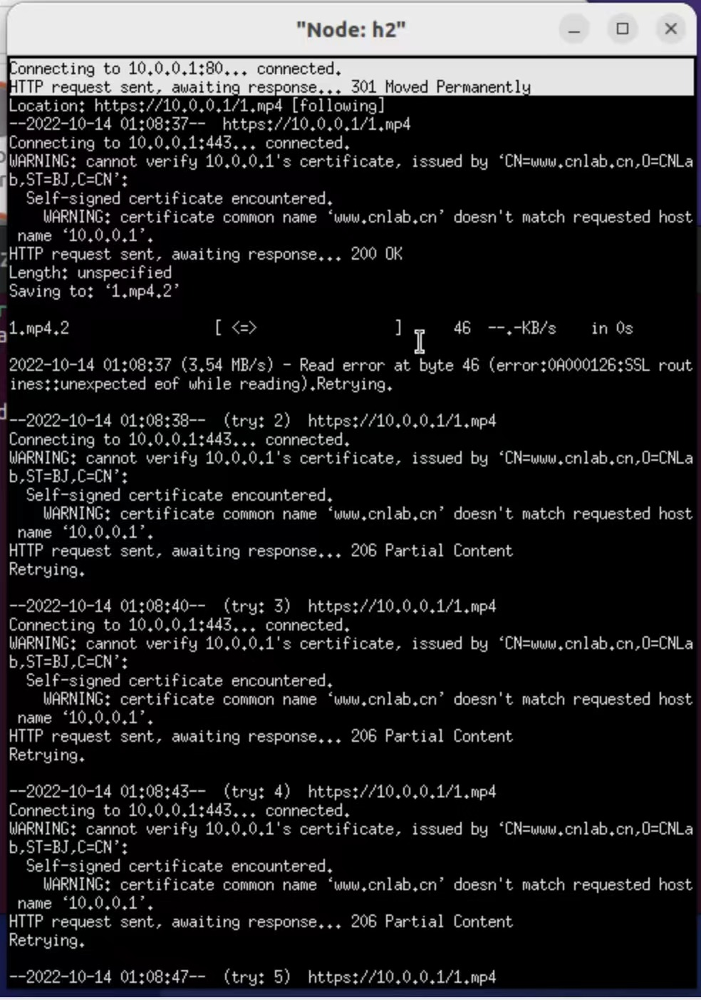 "Node: h2"
Connecting to 10.0.0.1:80... connected.
HTTP request sent, awaiting response... 301 Moved Permanently
Location: https://10.0.0.1/1.mp4 [following]
--2022-10-14 01:08:37--  https://10.0.0.1/1.mp4
Connecting to 10.0.0.1:443... connected.
WARNING: cannot verify 10.0.0.1's certificate, issued by ‘CN=www.cnlab.cn,O=CNLa
b,ST=BJ,C=CN’:
  Self-signed certificate encountered.
    WARNING: certificate common name ‘www.cnlab.cn’ doesn't match requested host
 name ‘10.0.0.1’.
HTTP request sent, awaiting response... 200 OK
Length: unspecified
Saving to: ‘1.mp4.2’
1.mp4.2                 [ <=>                ]      46  --.-KB/s    in 0s
2022-10-14 01:08:37 (3.54 MB/s) - Read error at byte 46 (error:0A000126:SSL rout
ines::unexpected eof while reading).Retrying.
--2022-10-14 01:08:38--  (try: 2)  https://10.0.0.1/1.mp4
Connecting to 10.0.0.1:443... connected.
WARNING: cannot verify 10.0.0.1's certificate, issued by ‘CN=www.cnlab.cn,O=CNLa
b,ST=BJ,C=CN’:
  Self-signed certificate encountered.
    WARNING: certificate common name ‘www.cnlab.cn’ doesn't match requested host
 name ‘10.0.0.1’.
HTTP request sent, awaiting response... 206 Partial Content
Retrying.
--2022-10-14 01:08:40--  (try: 3)  https://10.0.0.1/1.mp4
Connecting to 10.0.0.1:443... connected.
WARNING: cannot verify 10.0.0.1's certificate, issued by ‘CN=www.cnlab.cn,O=CNLa
b,ST=BJ,C=CN’:
  Self-signed certificate encountered.
    WARNING: certificate common name ‘www.cnlab.cn’ doesn't match requested host
 name ‘10.0.0.1’.
HTTP request sent, awaiting response... 206 Partial Content
Retrying.
--2022-10-14 01:08:43--  (try: 4)  https://10.0.0.1/1.mp4
Connecting to 10.0.0.1:443... connected.
WARNING: cannot verify 10.0.0.1's certificate, issued by ‘CN=www.cnlab.cn,O=CNLa
b,ST=BJ,C=CN’:
  Self-signed certificate encountered.
    WARNING: certificate common name ‘www.cnlab.cn’ doesn't match requested host
 name ‘10.0.0.1’.
HTTP request sent, awaiting response... 206 Partial Content
Retrying.
--2022-10-14 01:08:47--  (try: 5)  https://10.0.0.1/1.mp4